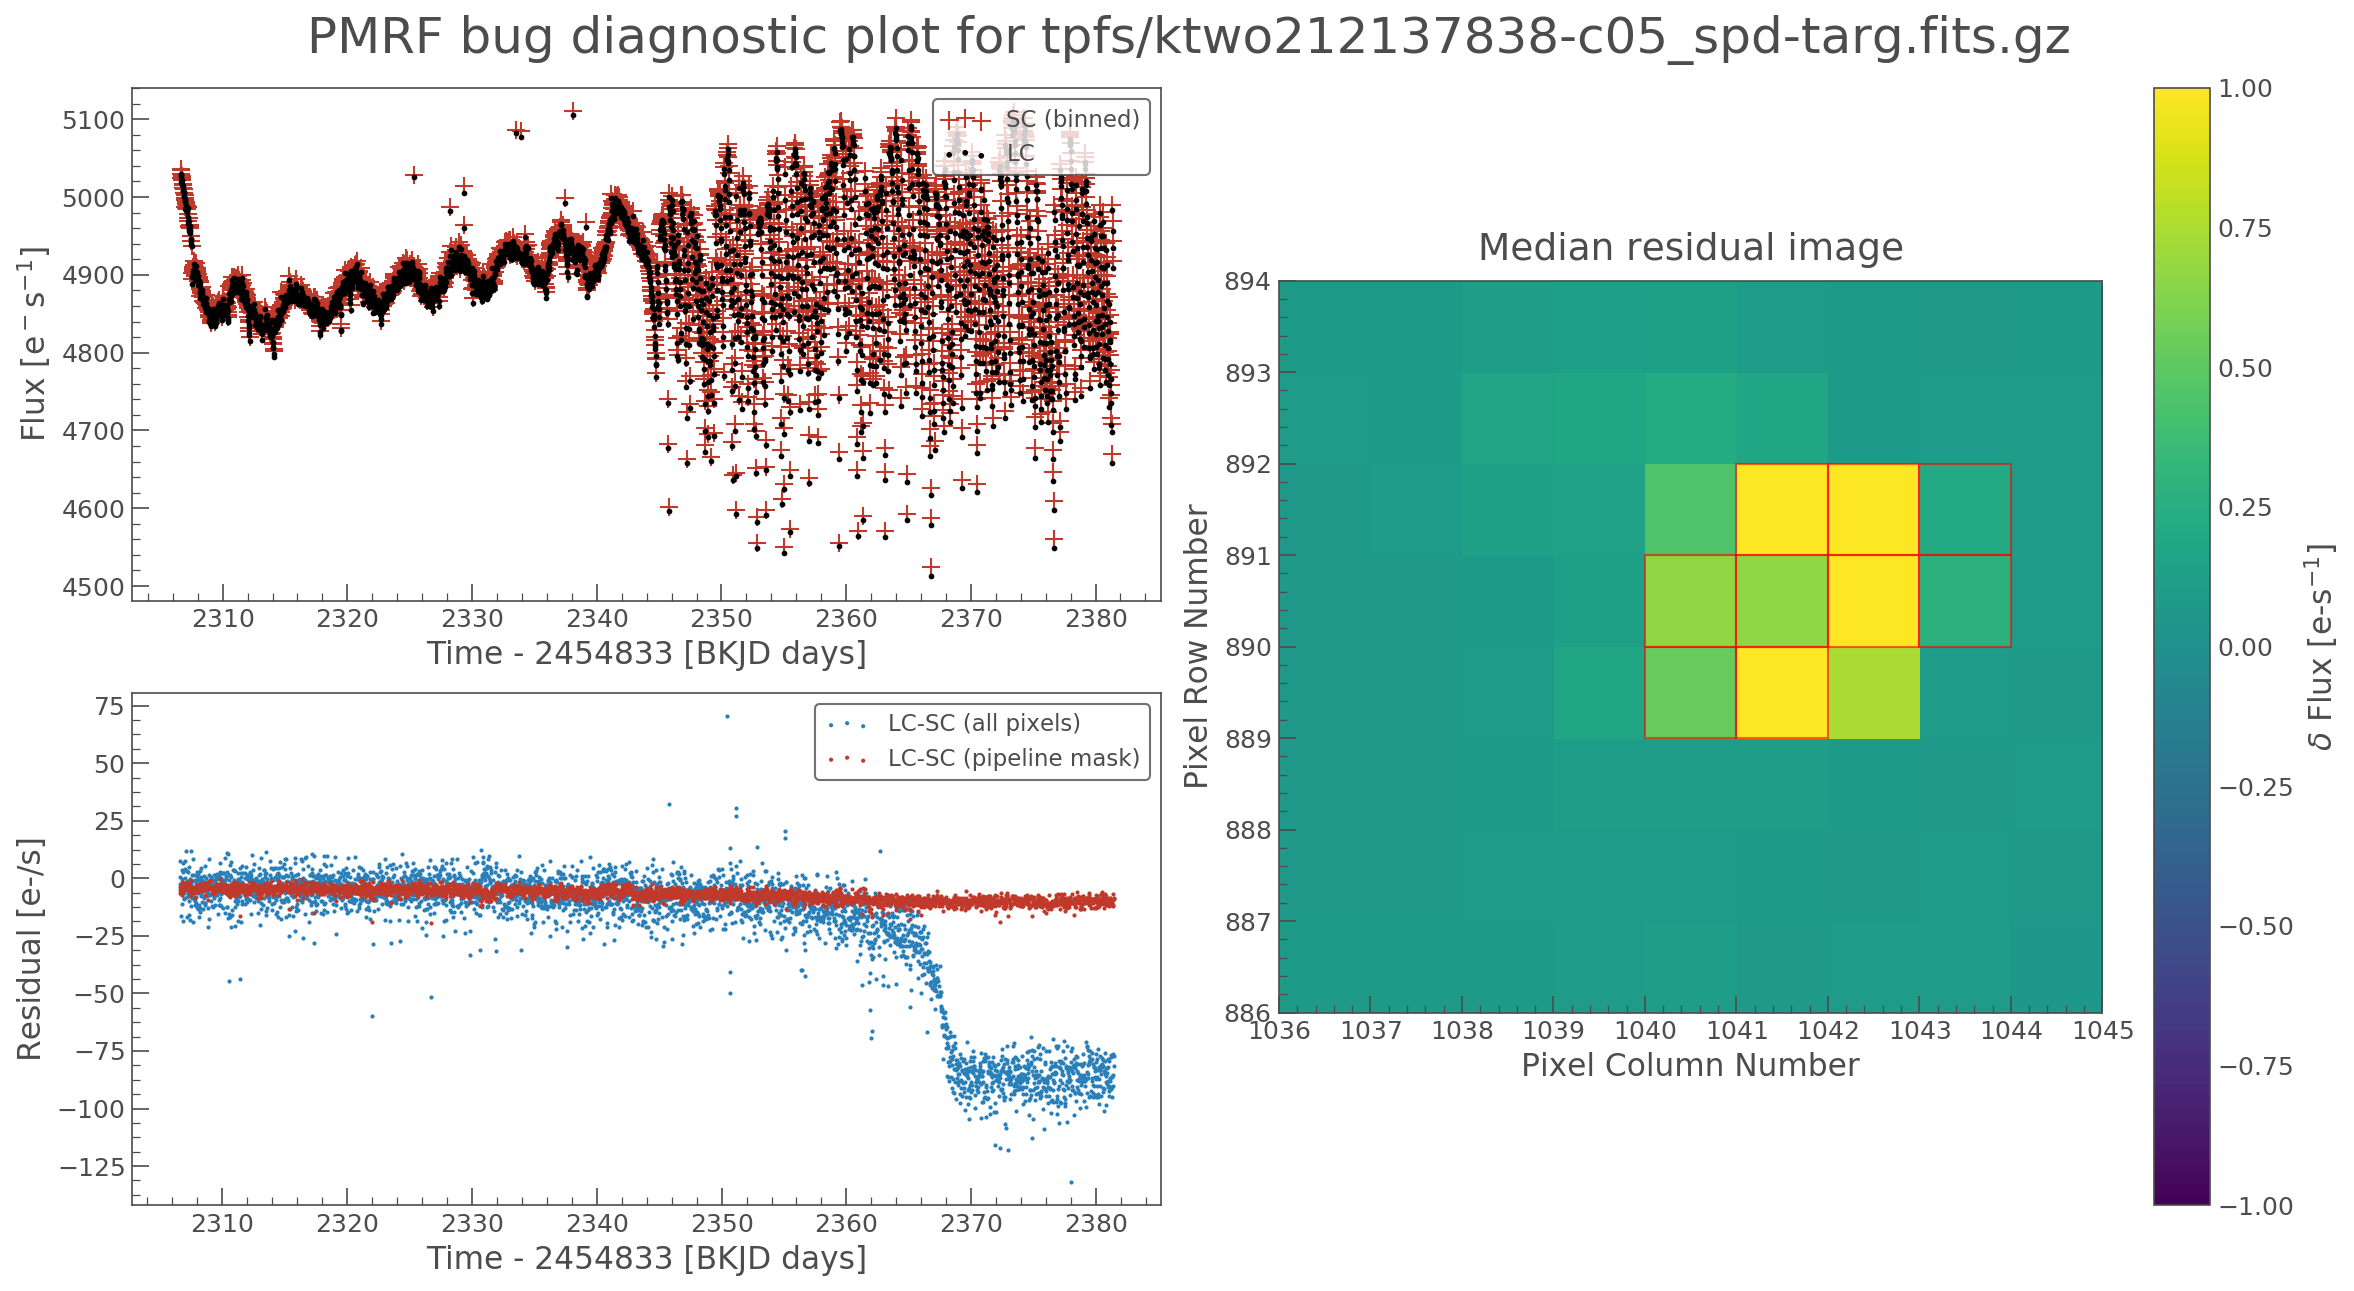 PMRF bug diagnostic plot for tpfs/ktwo212137838-c05_spd-targ.fits.gz
5100
5000
4900
4800
4700
4600
4500
Flux [e⁻ s⁻¹]
SC (binned)
LC
2310 2320 2330 2340 2350 2360 2370 2380
Time - 2454833 [BKJD days]
75
50
25
0
−25
−50
−75
−100
−125
Residual [e-/s]
LC-SC (all pixels)
LC-SC (pipeline mask)
2310 2320 2330 2340 2350 2360 2370 2380
Time - 2454833 [BKJD days]
Median residual image
894
893
892
891
890
889
888
887
886
Pixel Row Number
1036 1037 1038 1039 1040 1041 1042 1043 1044 1045
Pixel Column Number
1.00
0.75
0.50
0.25
0.00
−0.25
−0.50
−0.75
−1.00
δ Flux [e-s⁻¹]